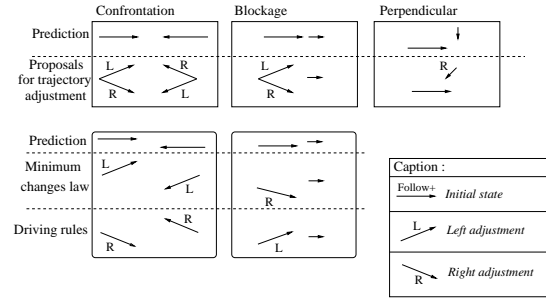 Confrontation Blockage Perpendicular
Prediction
Proposals
for trajectory
adjustment
L R R
R L
L
R
Prediction
Minimum
changes law
L
L
R
Driving rules
R
R
L
Caption :
Follow+
Initial state
L
Left adjustment
R
Right adjustment